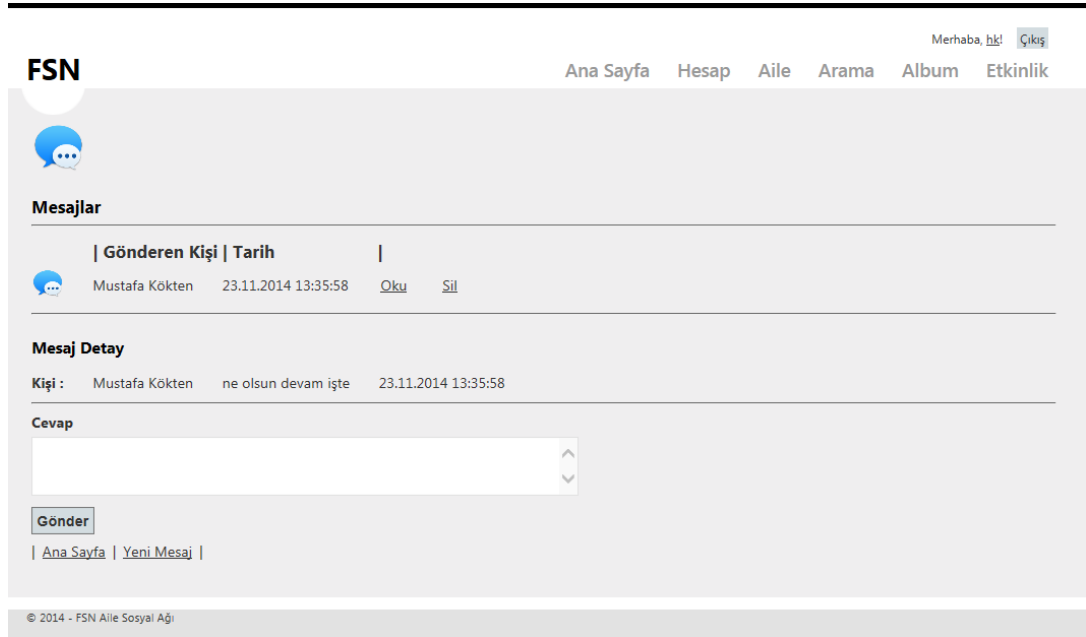 Merhaba, hk! Çıkış
FSN
Ana Sayfa Hesap Aile Arama Album Etkinlik
Mesajlar
| Gönderen Kişi | Tarih |
Mustafa Kökten 23.11.2014 13:35:58 Oku Sil
Mesaj Detay
Kişi : Mustafa Kökten ne olsun devam işte 23.11.2014 13:35:58
Cevap
Gönder
| Ana Sayfa | Yeni Mesaj |
© 2014 - FSN Aile Sosyal Ağı